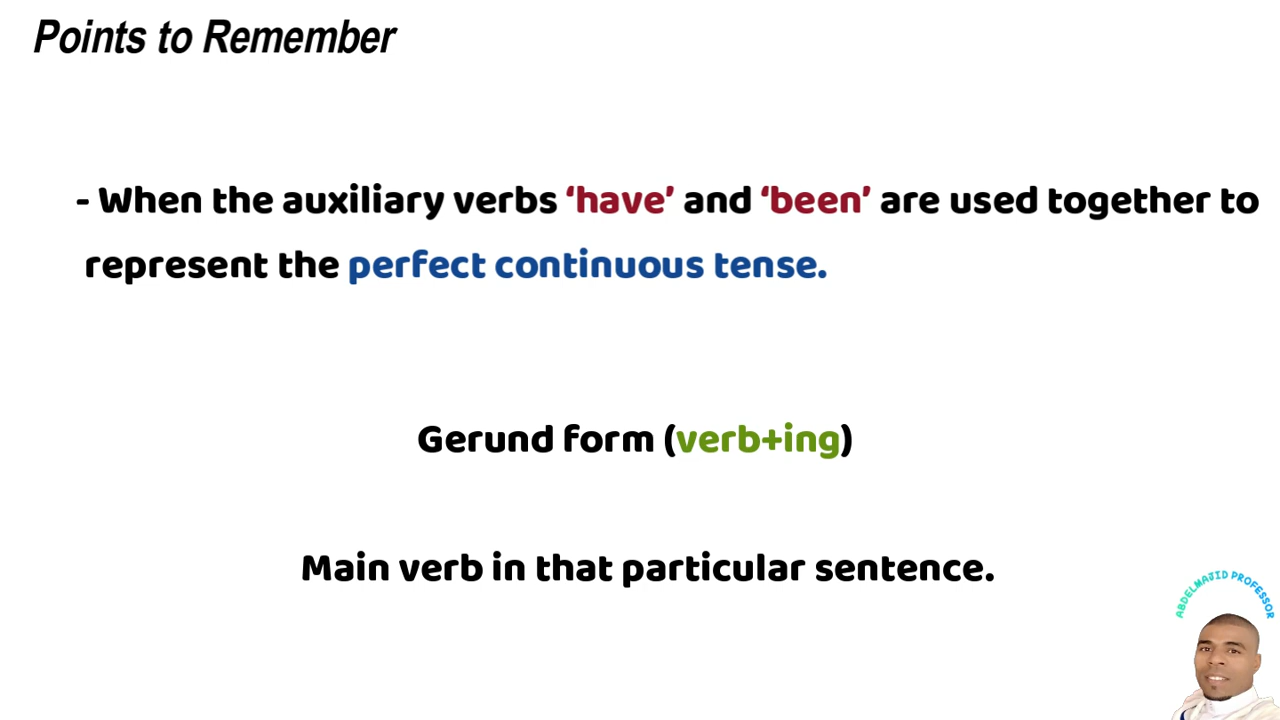 Points to Remember
- When the auxiliary verbs ‘have’ and ‘been’ are used together to
represent the perfect continuous tense.
Gerund form (verb+ing)
Main verb in that particular sentence.
ABDELMAJID PROFESSOR